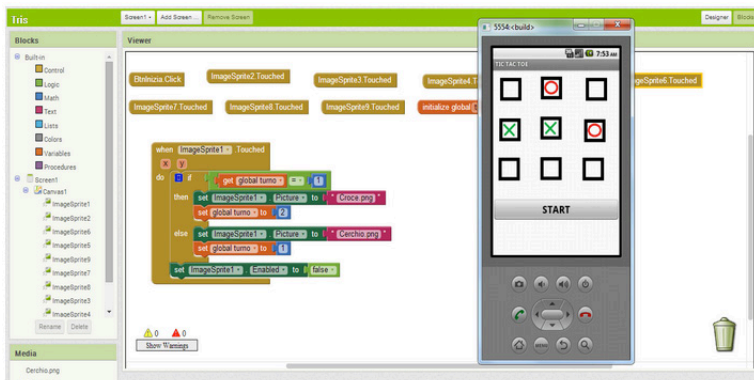 Tris
Screen1
Add Screen ...
Remove Screen
Designer
Blocks
Blocks
Built-in
Control
Logic
Math
Text
Lists
Colors
Variables
Procedures
Screen1
Canvas1
ImageSprite1
ImageSprite2
ImageSprite6
ImageSprite5
ImageSprite9
ImageSprite7
ImageSprite8
ImageSprite3
ImageSprite4
Rename
Delete
Media
Cerchio.png
Viewer
BtnInizia.Click
ImageSprite2.Touched
ImageSprite3.Touched
ImageSprite6.Touched
ImageSprite7.Touched
ImageSprite8.Touched
ImageSprite9.Touched
initialize global
when ImageSprite1 . Touched
x y
do if get global turno = 1
then set ImageSprite1 . Picture to " Croce.png "
set global turno to 2
else set ImageSprite1 . Picture to " Cerchio.png "
set global turno to 1
set ImageSprite1 . Enabled to false
0 0
Show Warnings
5554:<build>
7:53 AM
TIC TAC TOE
START
MENU